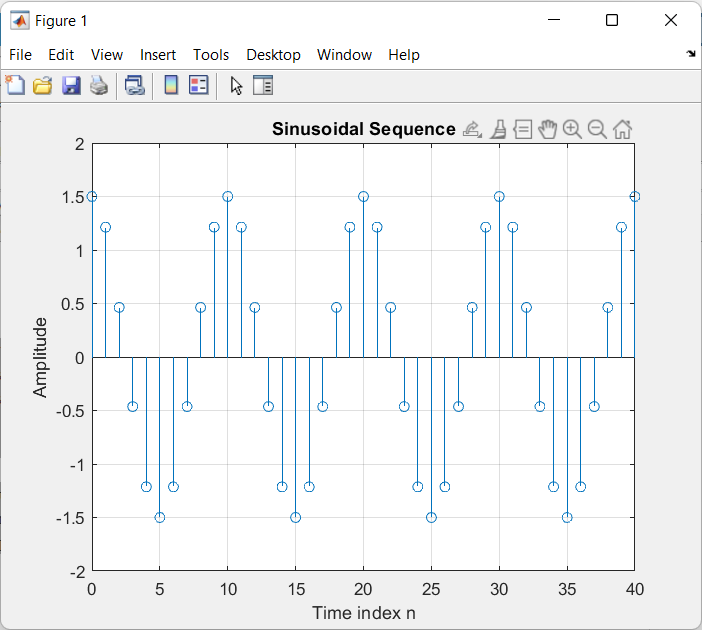 Figure 1
File Edit View Insert Tools Desktop Window Help
Sinusoidal Sequence
2
1.5
1
0.5
0
-0.5
-1
-1.5
-2
Amplitude
0 5 10 15 20 25 30 35 40
Time index n